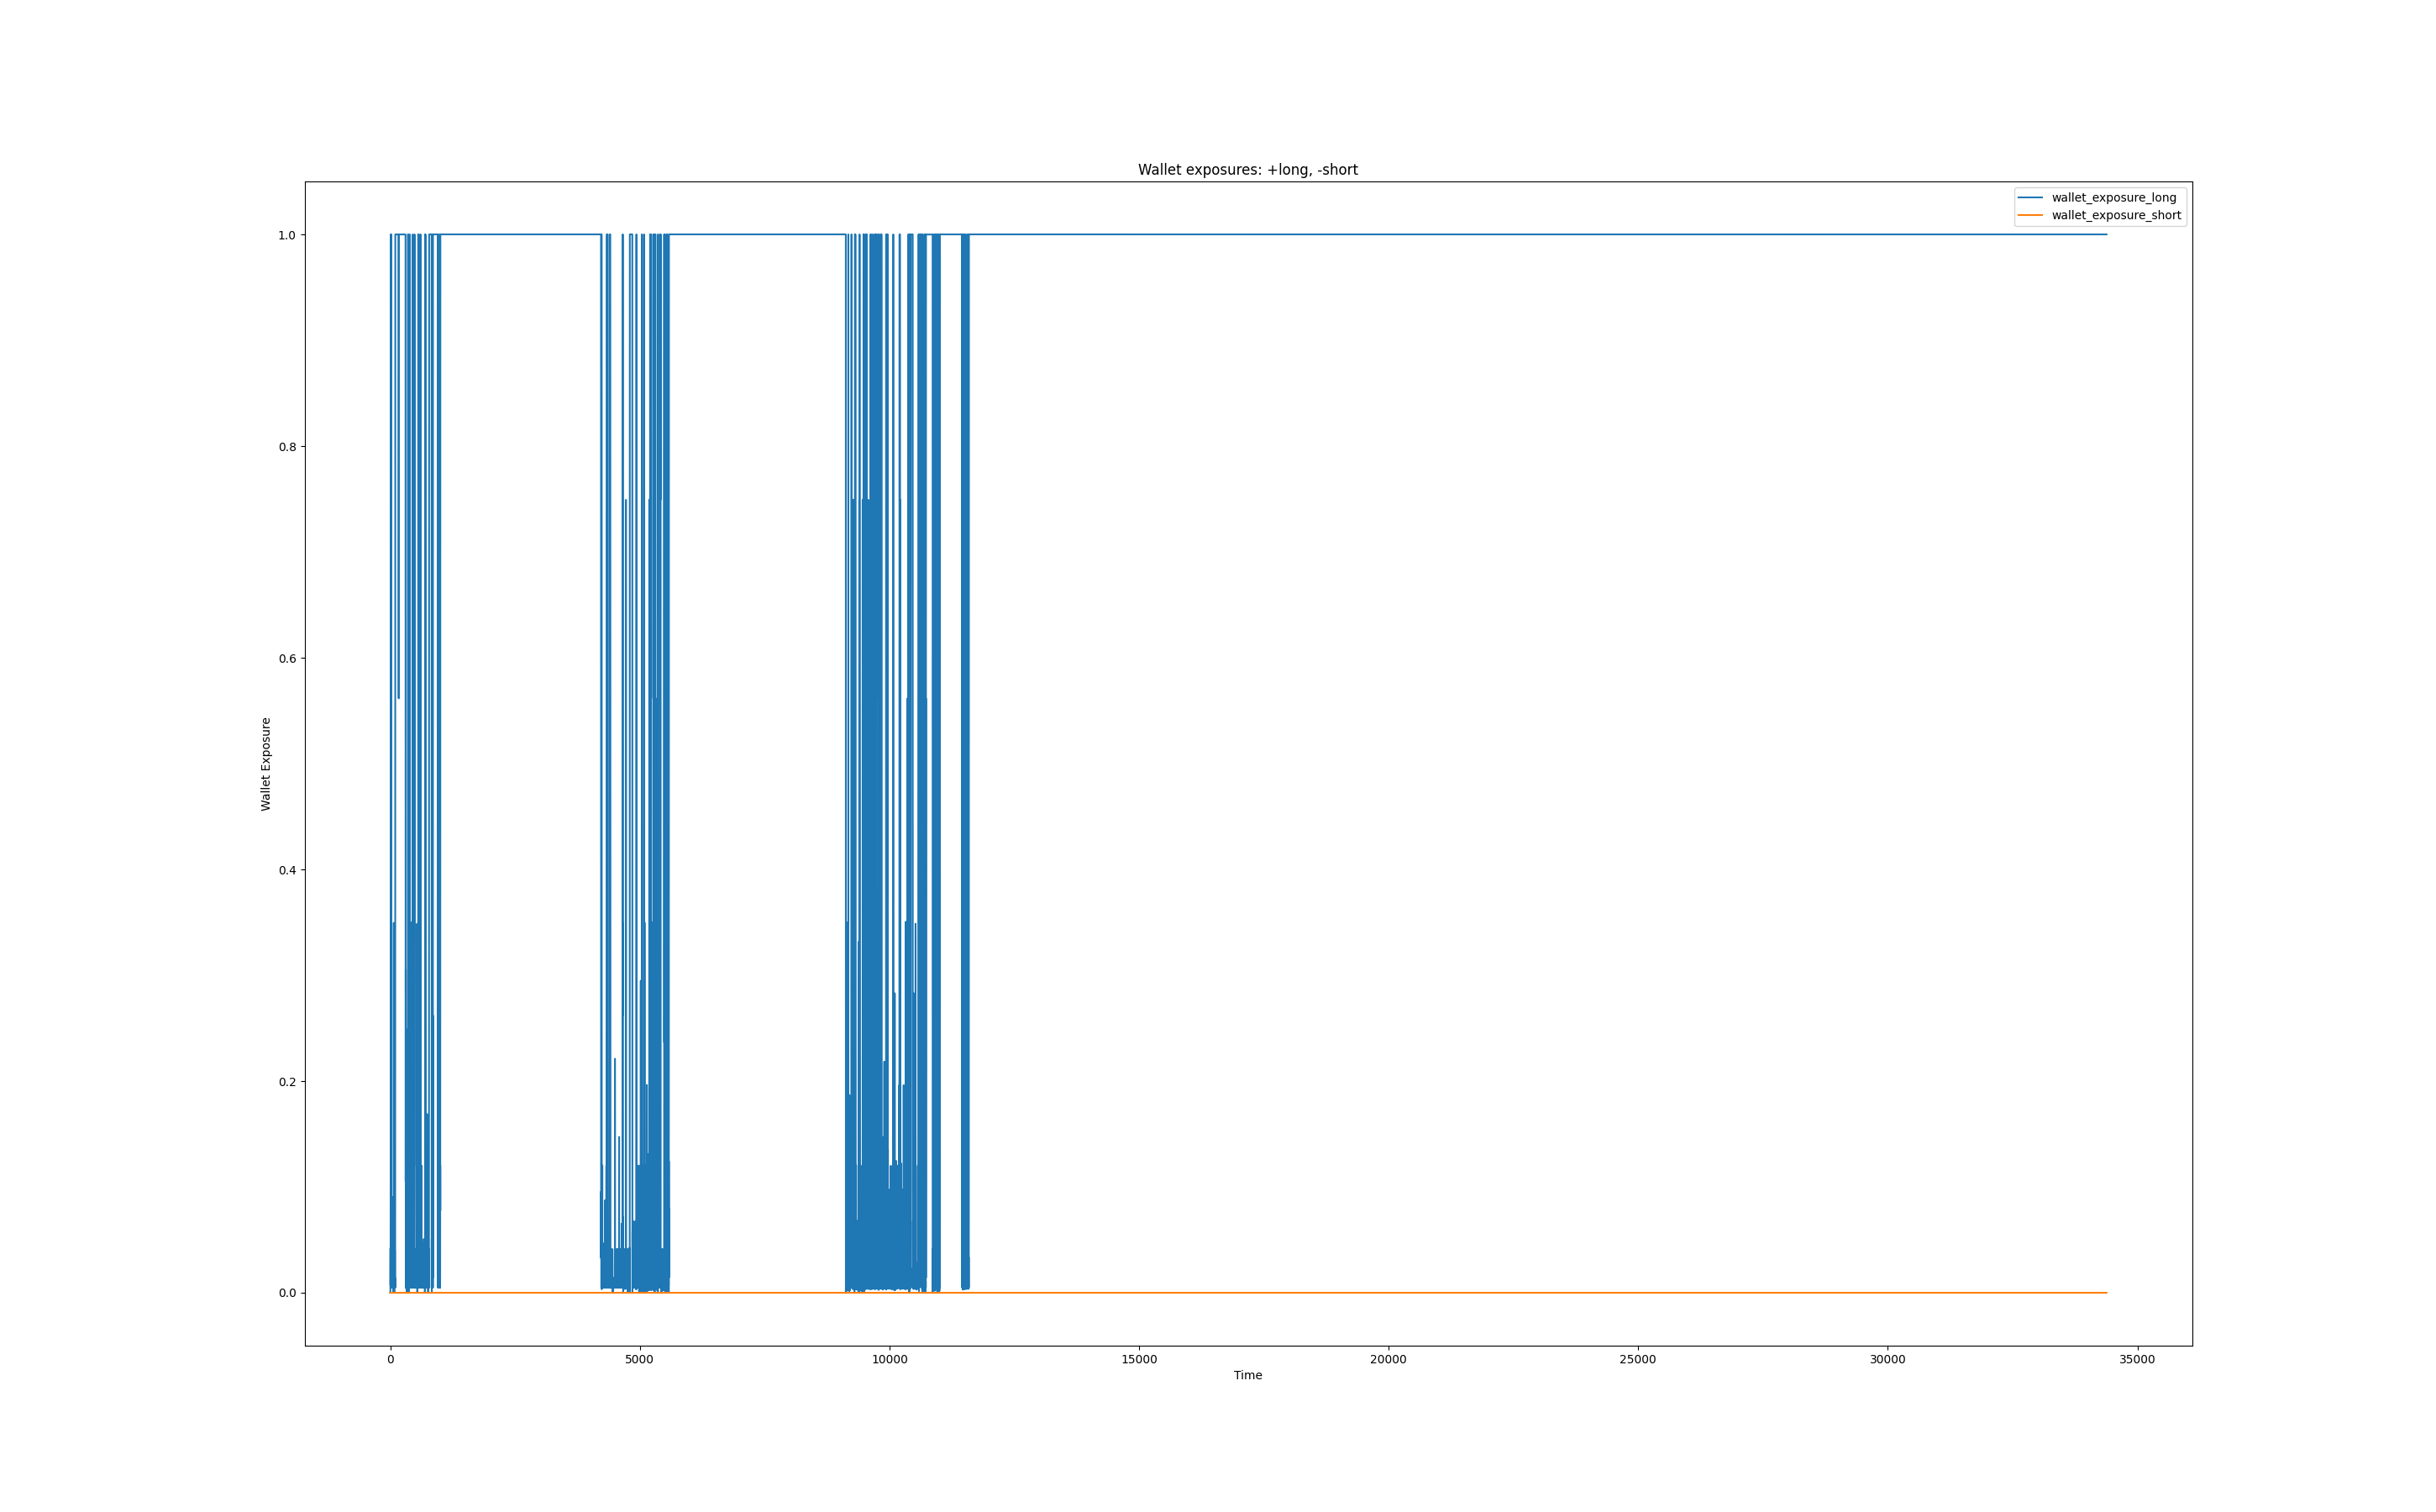 Wallet exposures: +long, -short
wallet_exposure_long
wallet_exposure_short
1.0
0.8
0.6
0.4
0.2
0.0
Wallet Exposure
0 5000 10000 15000 20000 25000 30000 35000
Time